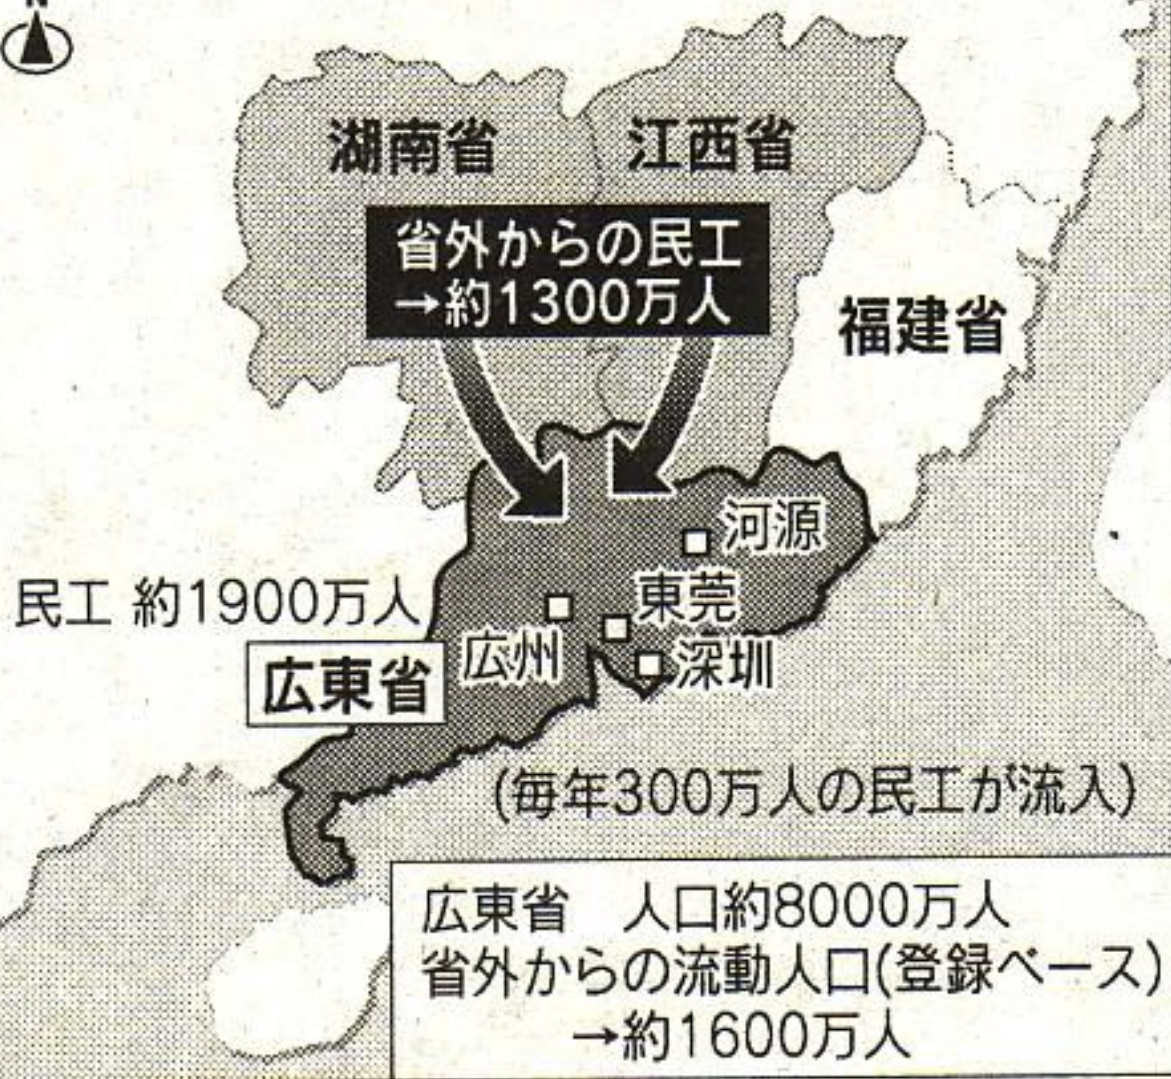 N
湖南省
江西省
省外からの民工
→約1300万人
福建省
河源
民工 約1900万人
東莞
広州
深圳
広東省
(毎年300万人の民工が流入)
広東省　人口約8000万人
省外からの流動人口(登録ベース)
→約1600万人